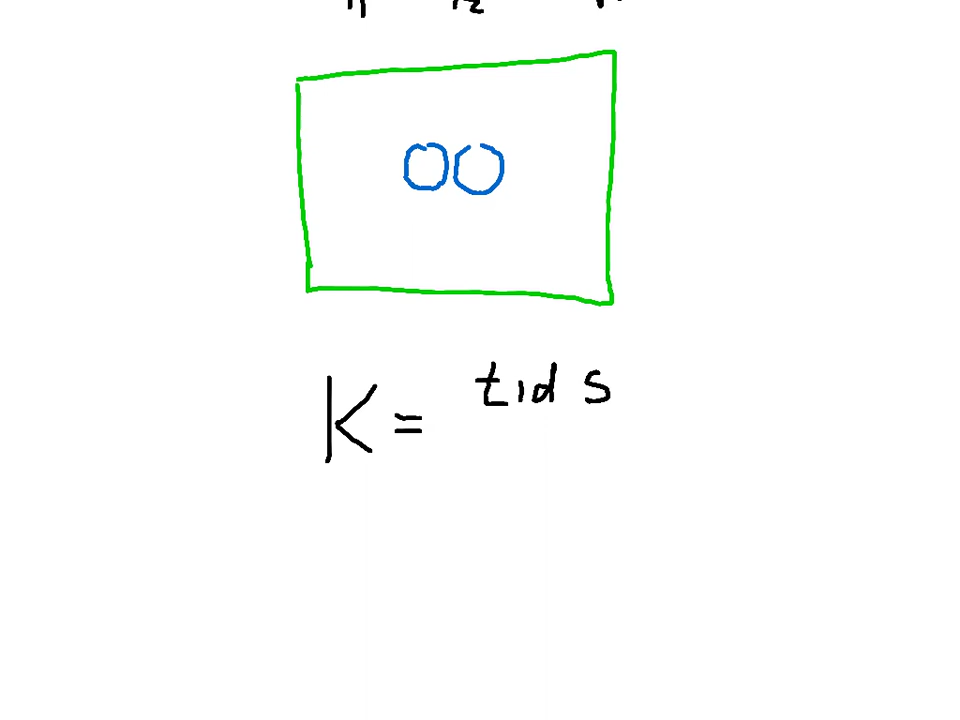 tid s
K =